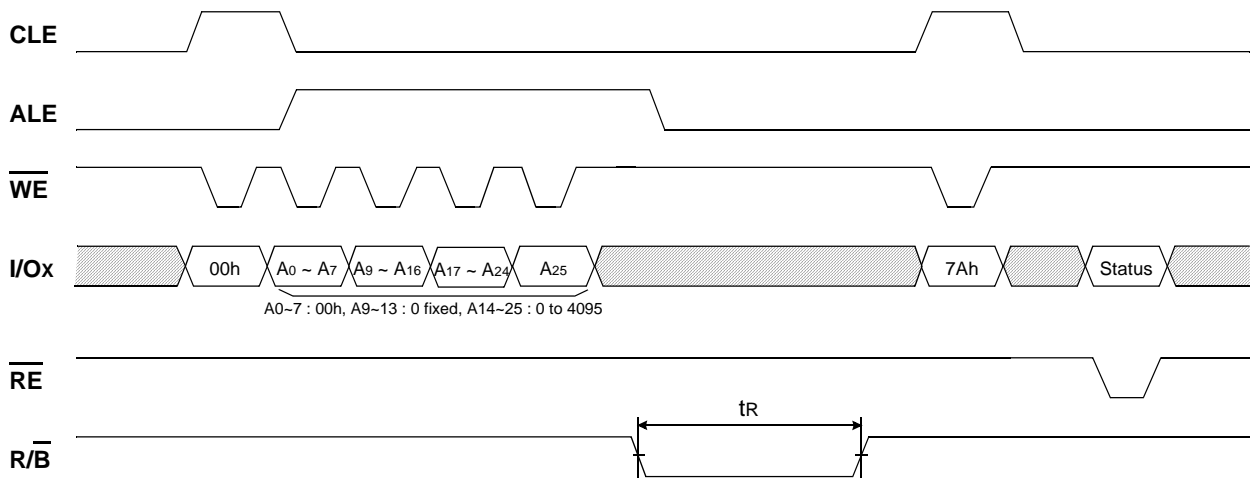 CLE
ALE
WE
I/Ox 00h A0 ~ A7 A9 ~ A16 A17 ~ A24 A25 7Ah Status
A0~7 : 00h, A9~13 : 0 fixed, A14~25 : 0 to 4095
RE
tR
R/B